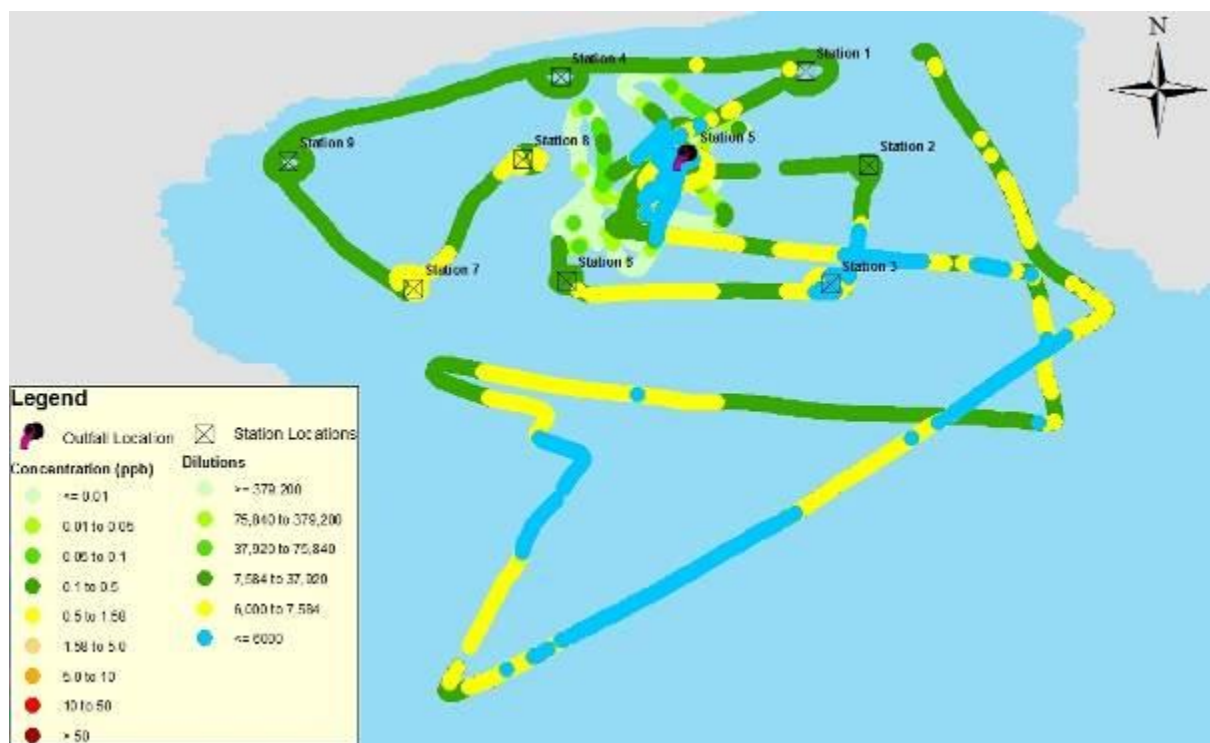 N
Station 4
Station 1
Station 5
Station 8
Station 2
Station 9
Station 6
Station 3
Station 7
Legend
Outfall Location
Station Locations
Concentration (ppb)
Dilutions
<= 0.01
>= 379,200
0.01 to 0.05
75,840 to 379,200
0.05 to 0.1
37,920 to 75,840
0.1 to 0.5
7,584 to 37,920
0.5 to 1.58
6,000 to 7,584
1.58 to 5.0
<= 6000
5.0 to 10
10 to 50
> 50